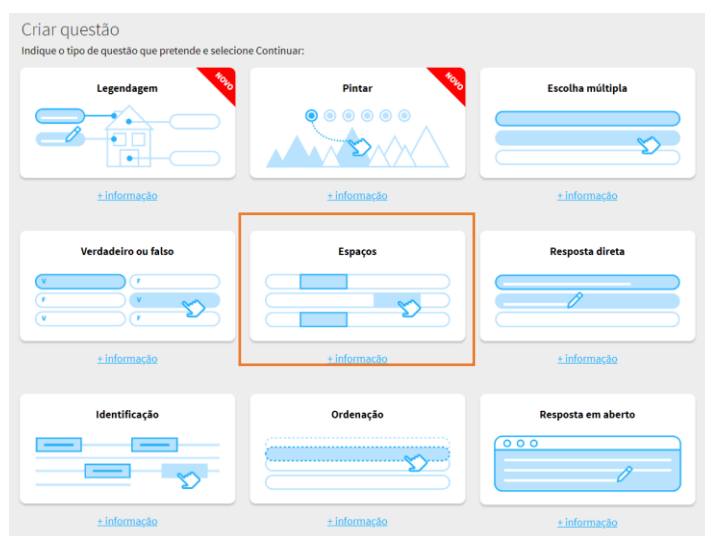 Criar questão
Indique o tipo de questão que pretende e selecione Continuar:
Legendagem
NOVO
Pintar
NOVO
Escolha múltipla
+ informação
+ informação
+ informação
Verdadeiro ou falso
V
F
F
V
V
F
Espaços
Resposta direta
+ informação
+ informação
+ informação
Identificação
Ordenação
Resposta em aberto
+ informação
+ informação
+ informação